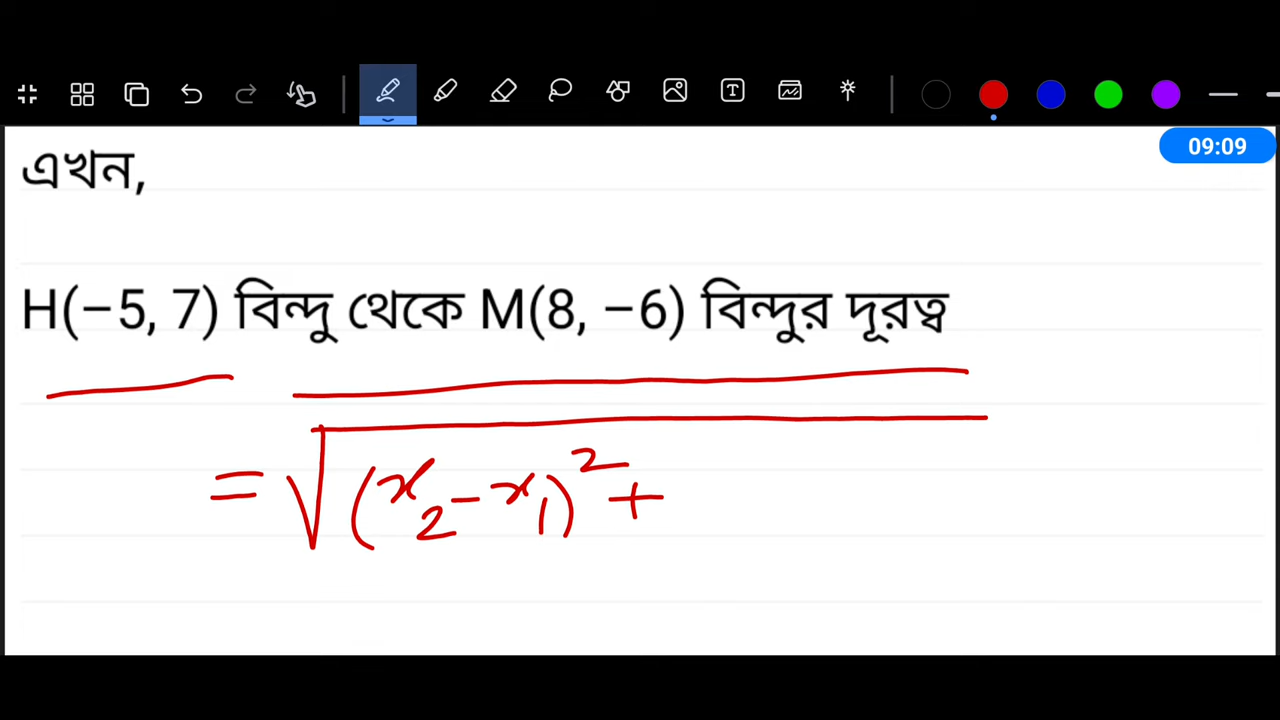 09:09
এখন,
H(−5, 7) বিন্দু থেকে M(8, −6) বিন্দুর দূরত্ব
= √(x₂ − x₁)² +